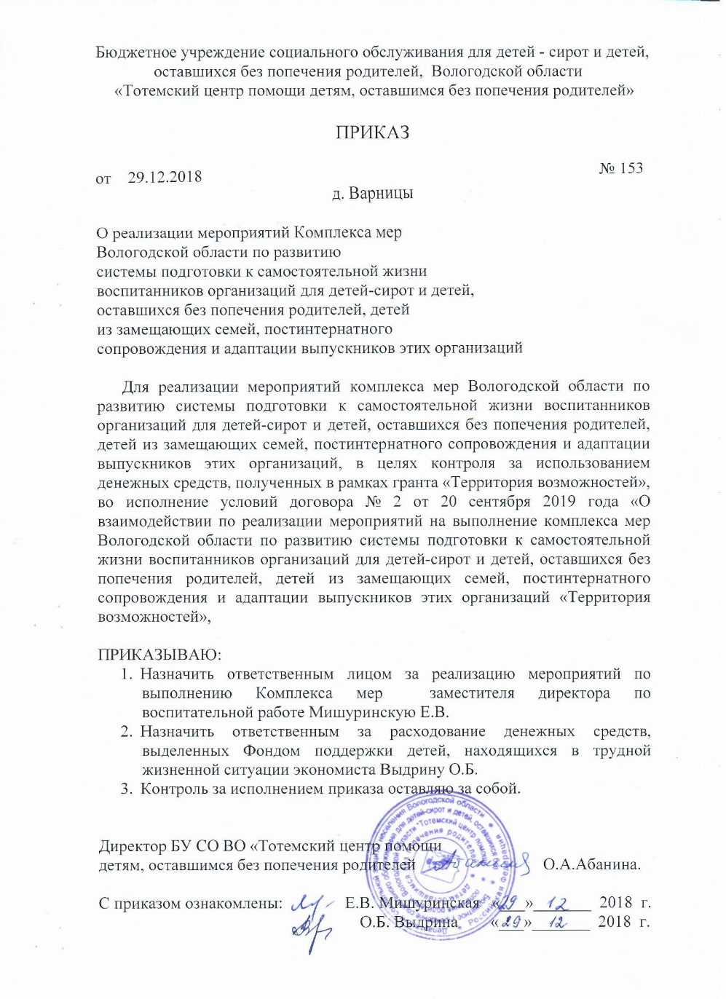 Бюджетное учреждение социального обслуживания для детей - сирот и детей,
оставшихся без попечения родителей, Вологодской области
«Тотемский центр помощи детям, оставшимся без попечения родителей»
ПРИКАЗ
№ 153
от 29.12.2018
д. Варницы
О реализации мероприятий Комплекса мер
Вологодской области по развитию
системы подготовки к самостоятельной жизни
воспитанников организаций для детей-сирот и детей,
оставшихся без попечения родителей, детей
из замещающих семей, постинтернатного
сопровождения и адаптации выпускников этих организаций
Для реализации мероприятий комплекса мер Вологодской области по
развитию системы подготовки к самостоятельной жизни воспитанников
организаций для детей-сирот и детей, оставшихся без попечения родителей,
детей из замещающих семей, постинтернатного сопровождения и адаптации
выпускников этих организаций, в целях контроля за использованием
денежных средств, полученных в рамках гранта «Территория возможностей»,
во исполнение условий договора № 2 от 20 сентября 2019 года «О
взаимодействии по реализации мероприятий на выполнение комплекса мер
Вологодской области по развитию системы подготовки к самостоятельной
жизни воспитанников организаций для детей-сирот и детей, оставшихся без
попечения родителей, детей из замещающих семей, постинтернатного
сопровождения и адаптации выпускников этих организаций «Территория
возможностей»,
ПРИКАЗЫВАЮ:
1. Назначить ответственным лицом за реализацию мероприятий по
выполнению Комплекса мер заместителя директора по
воспитательной работе Мишуринскую Е.В.
2. Назначить ответственным за расходование денежных средств,
выделенных Фондом поддержки детей, находящихся в трудной
жизненной ситуации экономиста Выдрину О.Б.
3. Контроль за исполнением приказа оставляю за собой.
Директор БУ СО ВО «Тотемский центр помощи
детям, оставшимся без попечения родителей О.А.Абанина.
С приказом ознакомлены: Е.В. Мишуринская «29» 12 2018 г.
О.Б. Выдрина «29» 12 2018 г.